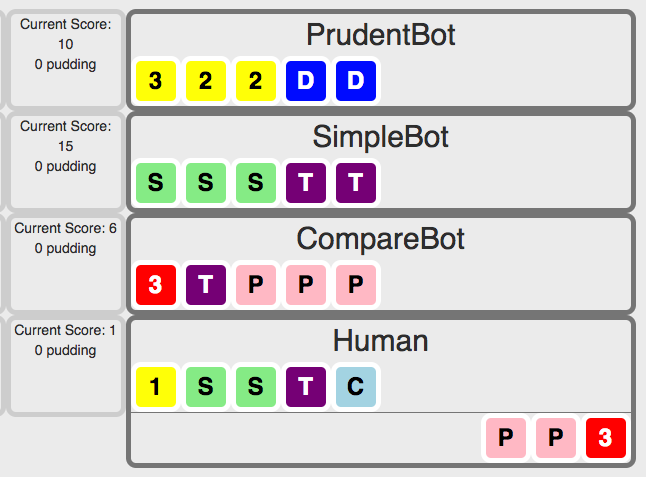 Current Score:
10
0 pudding
PrudentBot
3 2 2 D D
Current Score:
15
0 pudding
SimpleBot
S S S T T
Current Score: 6
0 pudding
CompareBot
3 T P P P
Current Score: 1
0 pudding
Human
1 S S T C
P P 3